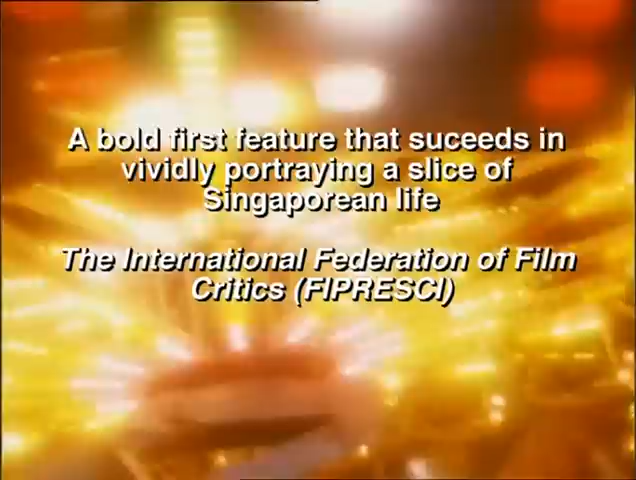 A bold first feature that suceeds in
vividly portraying a slice of
Singaporean life
The International Federation of Film
Critics (FIPRESCI)